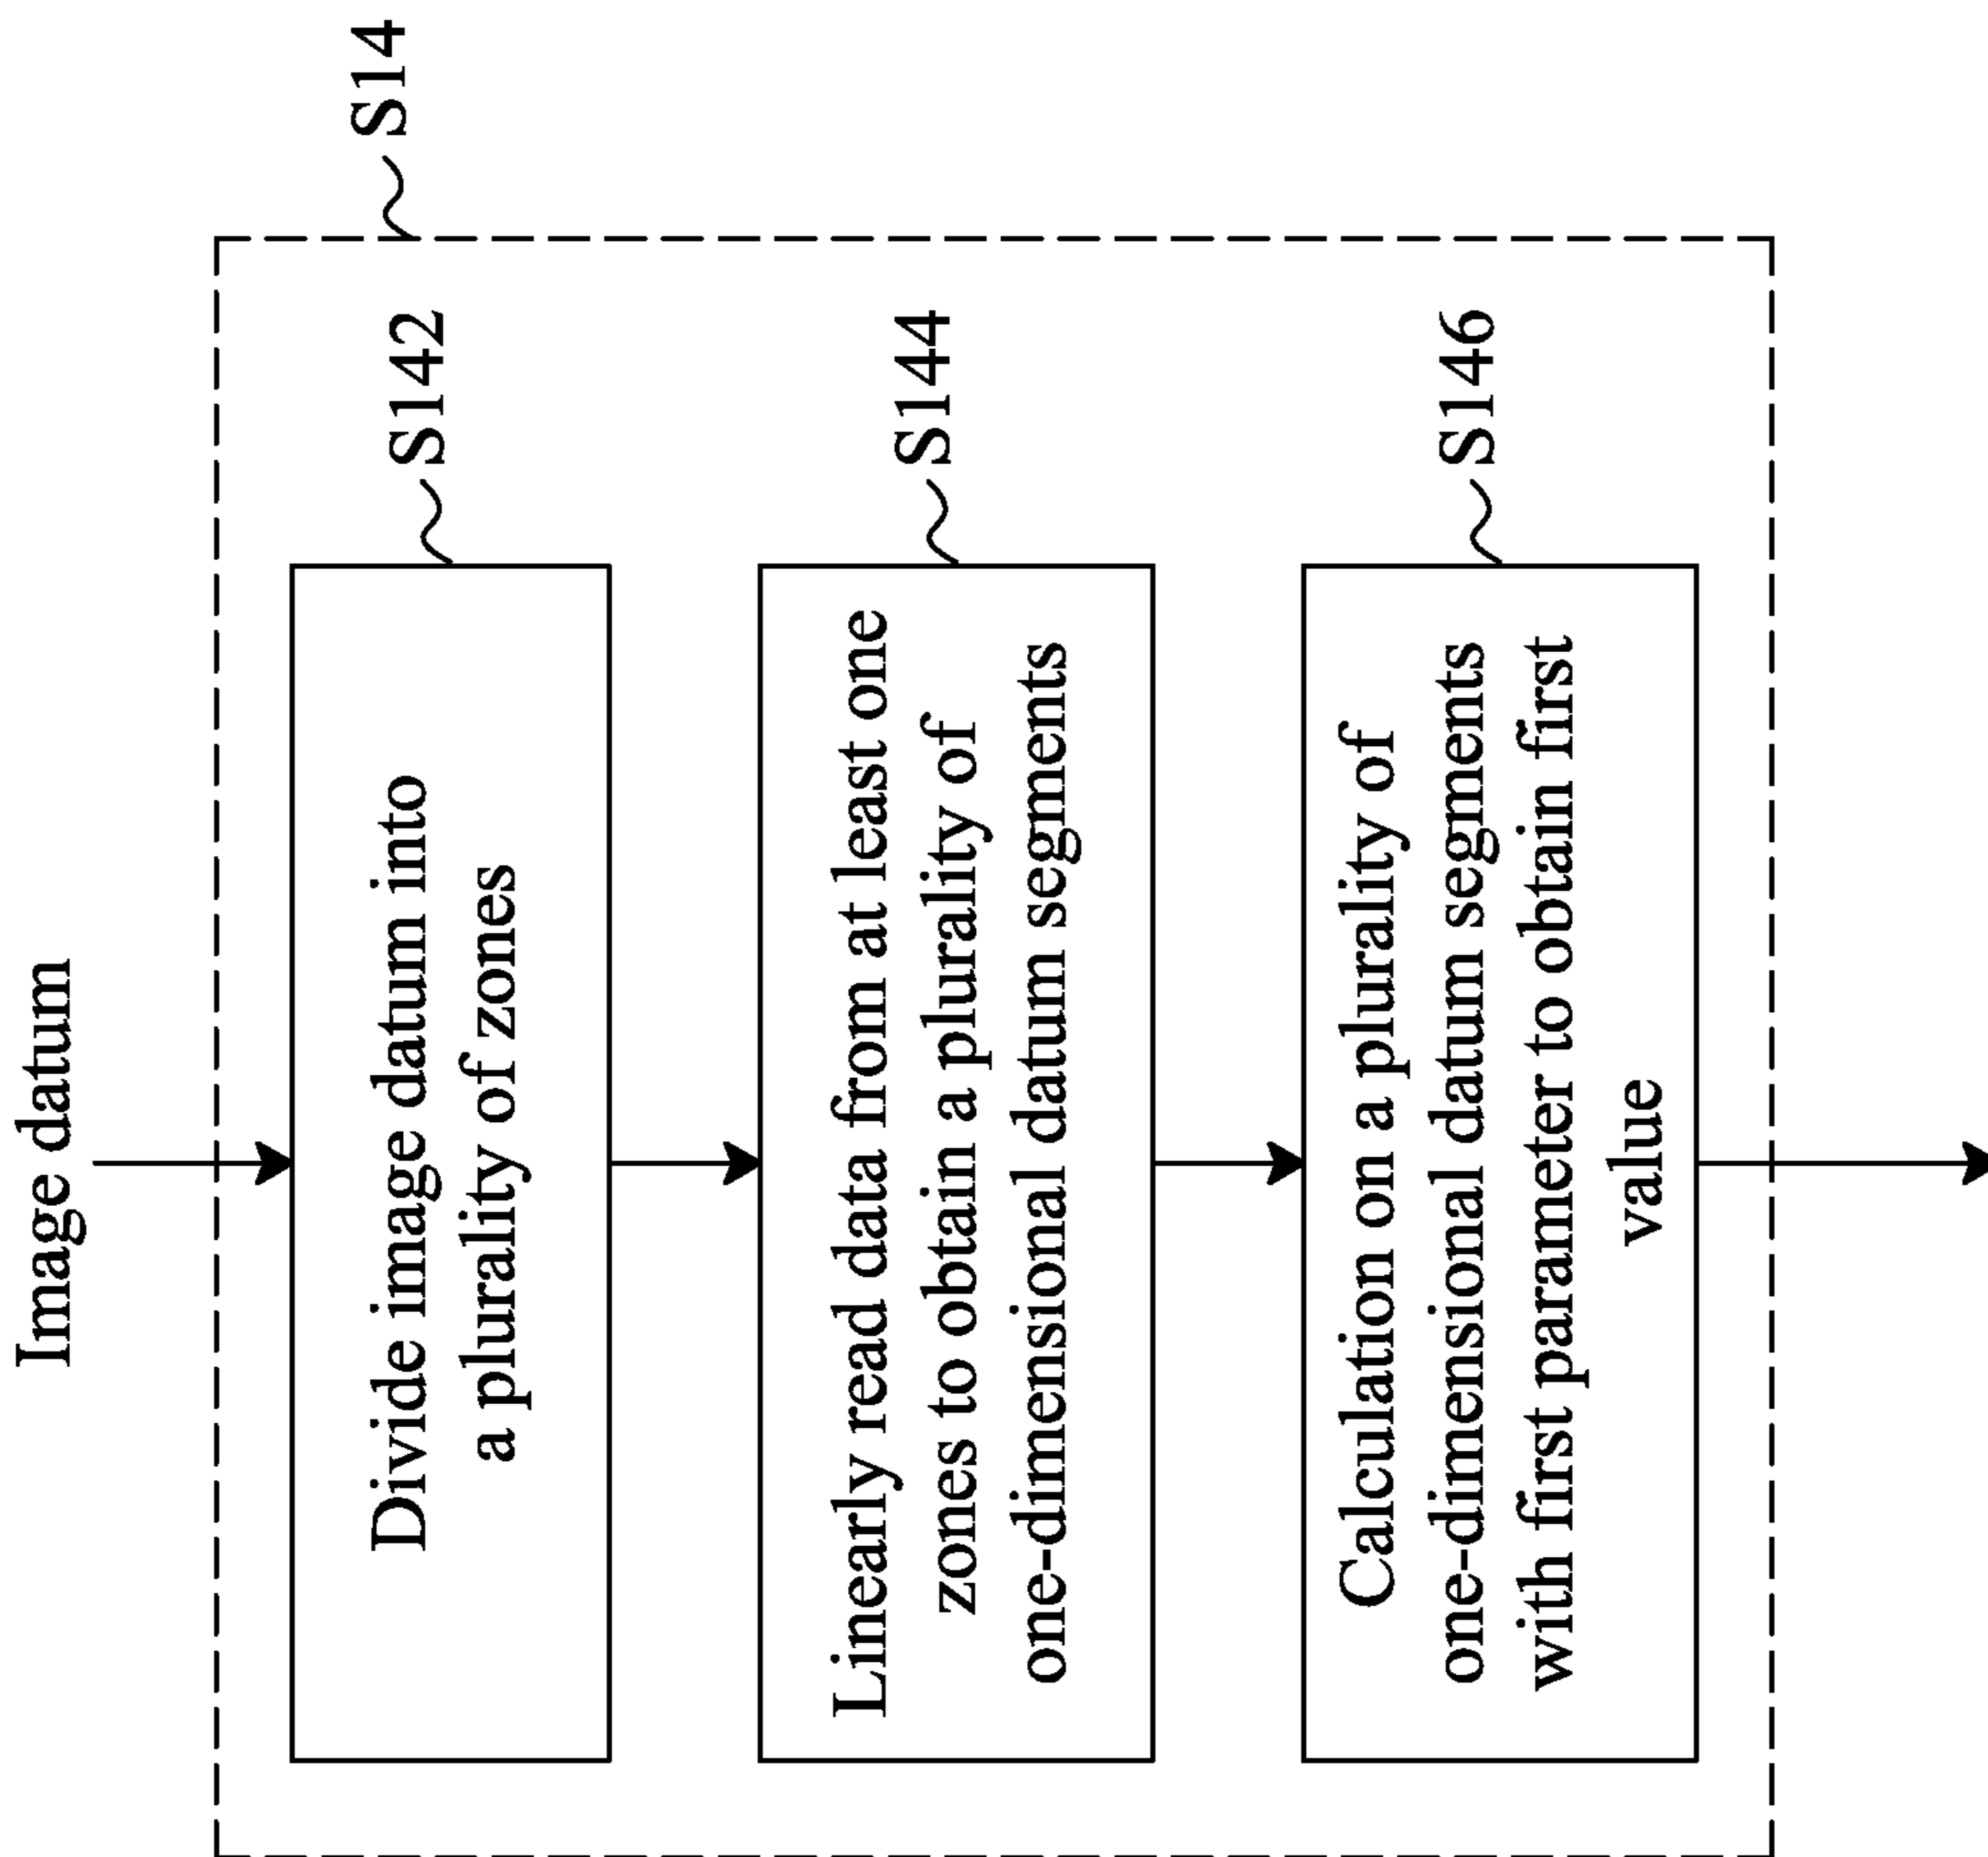 Image datum
S14
Divide image datum into
a plurality of zones
S142
Linearly read data from at least one
zones to obtain a plurality of
one-dimensional datum segments
S144
Calculation on a plurality of
one-dimensional datum segments
with first parameter to obtain first
value
S146